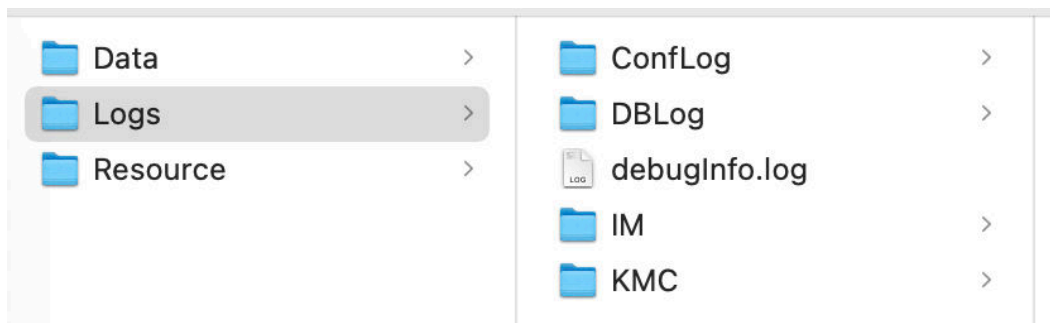 Data
Logs
Resource
ConfLog
DBLog
debugInfo.log
LOG
IM
KMC